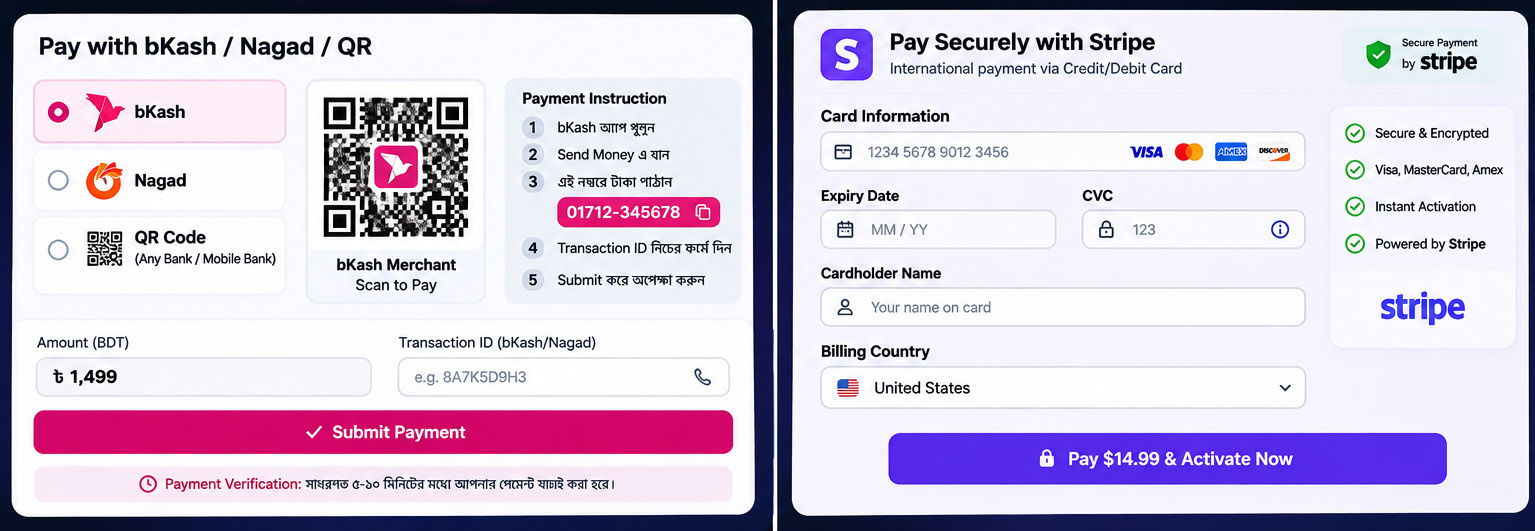 Pay with bKash / Nagad / QR
bKash
Nagad
QR Code
(Any Bank / Mobile Bank)
bKash Merchant
Scan to Pay
Payment Instruction
1 bKash অ্যাপ খুলুন
2 Send Money এ যান
3 এই নম্বরে টাকা পাঠান
01712-345678
4 Transaction ID নিচের ফর্মে দিন
5 Submit করে অপেক্ষা করুন
Amount (BDT)
৳ 1,499
Transaction ID (bKash/Nagad)
e.g. 8A7K5D9H3
Submit Payment
Payment Verification: সাধারণত ৫-১০ মিনিটের মধ্যে আপনার পেমেন্ট যাচাই করা হবে।
S
Pay Securely with Stripe
International payment via Credit/Debit Card
Secure Payment
by stripe
Card Information
1234 5678 9012 3456 VISA AMEX DISCOVER
Expiry Date
MM / YY
CVC
123
Cardholder Name
Your name on card
Billing Country
United States
Pay $14.99 & Activate Now
Secure & Encrypted
Visa, MasterCard, Amex
Instant Activation
Powered by Stripe
stripe